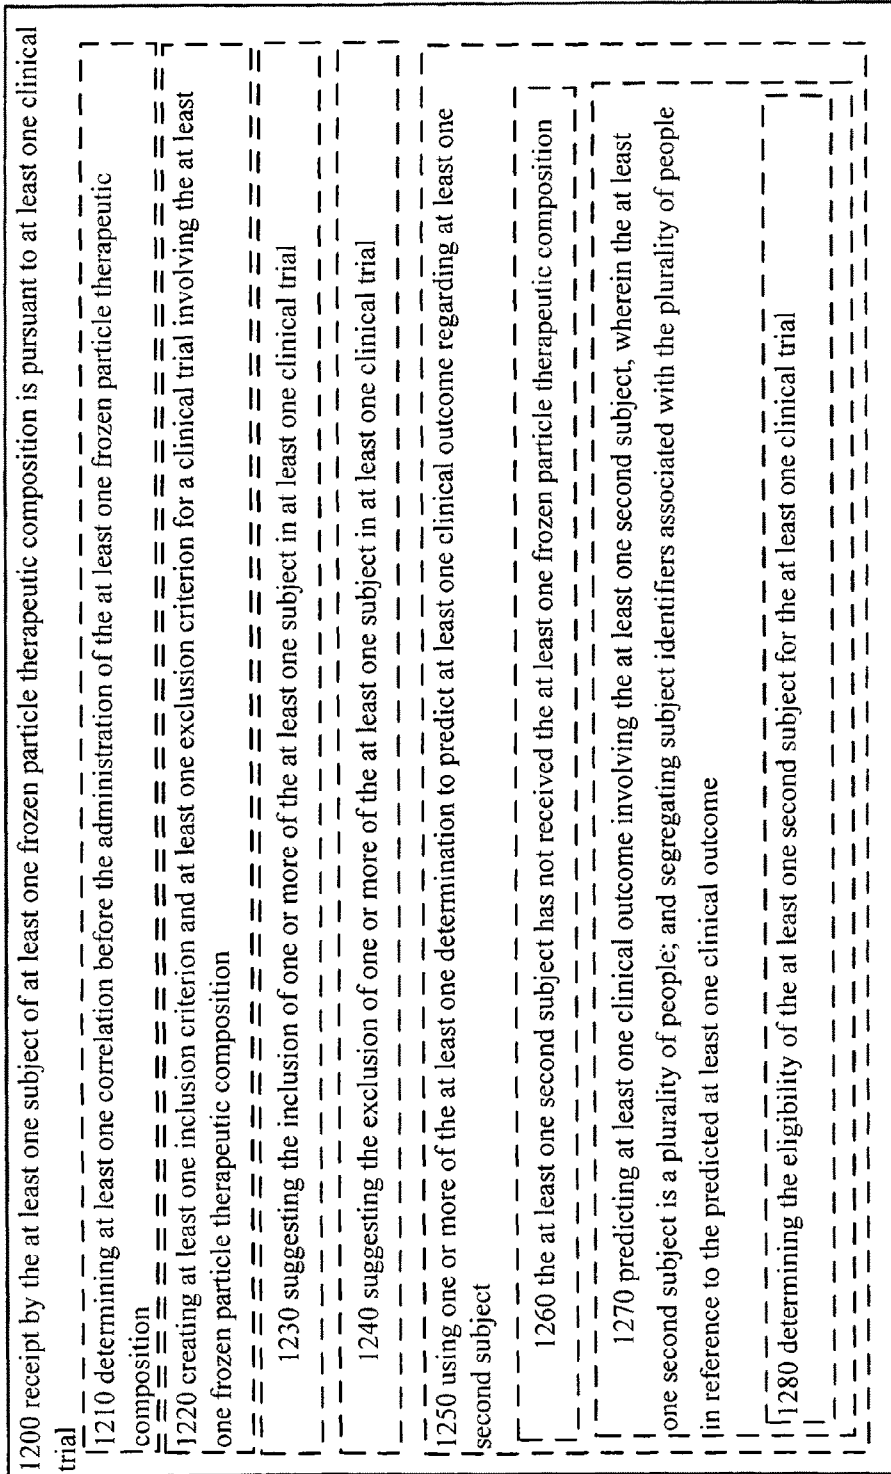 1200 receipt by the at least one subject of at least one frozen particle therapeutic composition is pursuant to at least one clinical
trial
1210 determining at least one correlation before the administration of the at least one frozen particle therapeutic
composition
1220 creating at least one inclusion criterion and at least one exclusion criterion for a clinical trial involving the at least
one frozen particle therapeutic composition
1230 suggesting the inclusion of one or more of the at least one subject in at least one clinical trial
1240 suggesting the exclusion of one or more of the at least one subject in at least one clinical trial
1250 using one or more of the at least one determination to predict at least one clinical outcome regarding at least one
second subject
1260 the at least one second subject has not received the at least one frozen particle therapeutic composition
1270 predicting at least one clinical outcome involving the at least one second subject, wherein the at least
one second subject is a plurality of people; and segregating subject identifiers associated with the plurality of people
in reference to the predicted at least one clinical outcome
1280 determining the eligibility of the at least one second subject for the at least one clinical trial